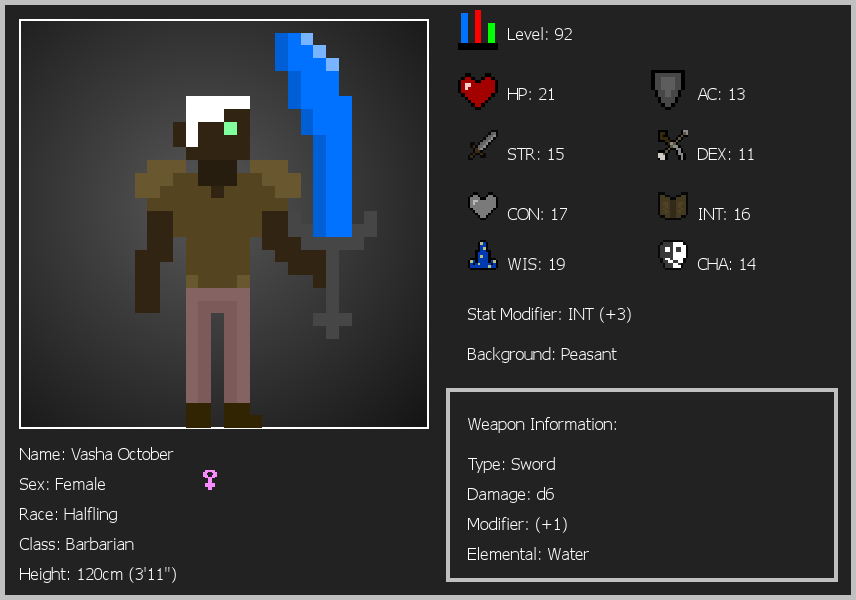 Level: 92
HP: 21
AC: 13
STR: 15
DEX: 11
CON: 17
INT: 16
WIS: 19
CHA: 14
Stat Modifier: INT (+3)
Background: Peasant
Weapon Information:
Type: Sword
Damage: d6
Modifier: (+1)
Elemental: Water
Name: Vasha October
Sex: Female
Race: Halfling
Class: Barbarian
Height: 120cm (3'11")